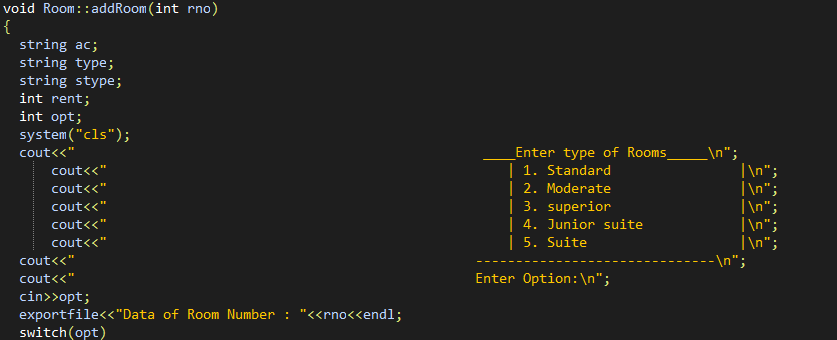 void Room::addRoom(int rno)
{
  string ac;
  string type;
  string stype;
  int rent;
  int opt;
  system("cls");
  cout<<"                                                   ____Enter type of Rooms_____\n";
      cout<<"                                                  | 1. Standard                |\n";
      cout<<"                                                  | 2. Moderate                |\n";
      cout<<"                                                  | 3. superior                |\n";
      cout<<"                                                  | 4. Junior suite            |\n";
      cout<<"                                                  | 5. Suite                   |\n";
  cout<<"                                                  ------------------------------\n";
  cout<<"                                                  Enter Option:\n";
  cin>>opt;
  exportfile<<"Data of Room Number : "<<rno<<endl;
  switch(opt)